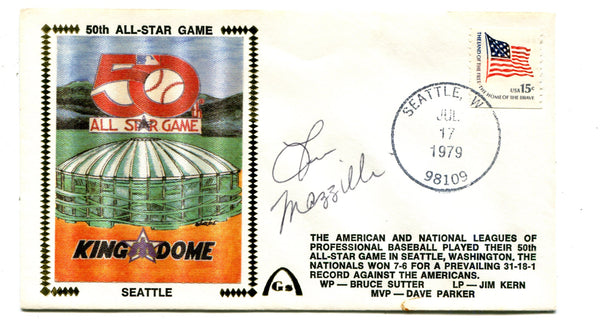 50th ALL-STAR GAME
50th
ALL STAR GAME
KINGDOME
SEATTLE
Lee
Mazzilli
THE LAND OF THE FREE
USA 15c
THE HOME OF THE BRAVE
SEATTLE, W
JUL
17
1979
98109
Gs
THE AMERICAN AND NATIONAL LEAGUES OF
PROFESSIONAL BASEBALL PLAYED THEIR 50th
ALL-STAR GAME IN SEATTLE, WASHINGTON. THE
NATIONALS WON 7-6 FOR A PREVAILING 31-18-1
RECORD AGAINST THE AMERICANS.
WP — BRUCE SUTTER LP — JIM KERN
MVP — DAVE PARKER